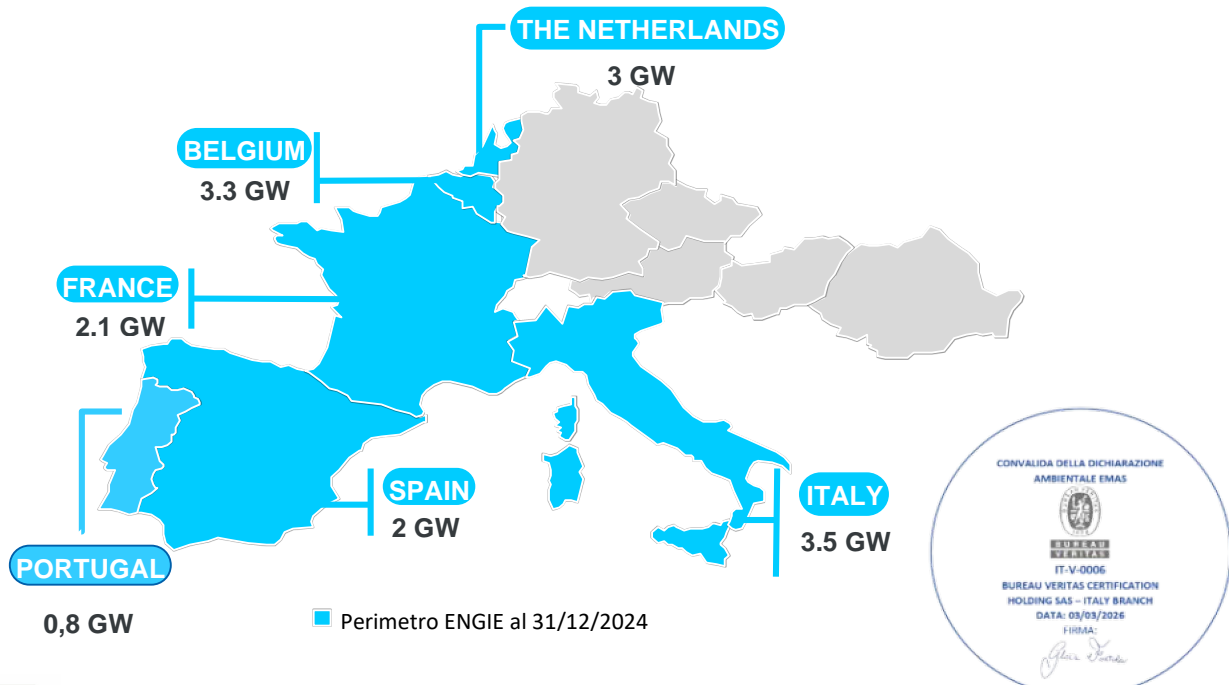 THE NETHERLANDS
3 GW
BELGIUM
3.3 GW
FRANCE
2.1 GW
SPAIN
2 GW
ITALY
3.5 GW
PORTUGAL
0,8 GW
Perimetro ENGIE al 31/12/2024
CONVALIDA DELLA DICHIARAZIONE
AMBIENTALE EMAS
BUREAU
VERITAS
IT-V-0006
BUREAU VERITAS CERTIFICATION
HOLDING SAS – ITALY BRANCH
DATA: 03/03/2026
FIRMA: